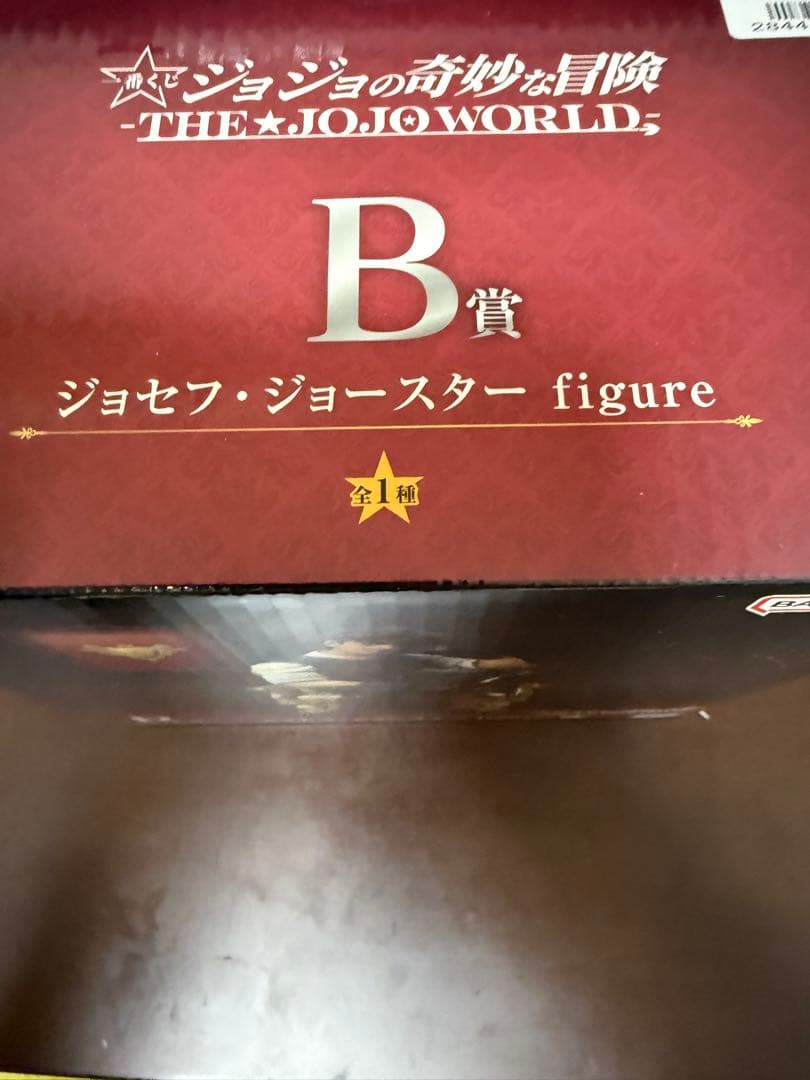 一番くじ ジョジョの奇妙な冒険
-THE★JOJO WORLD-
B賞
ジョセフ・ジョースター figure
全1種